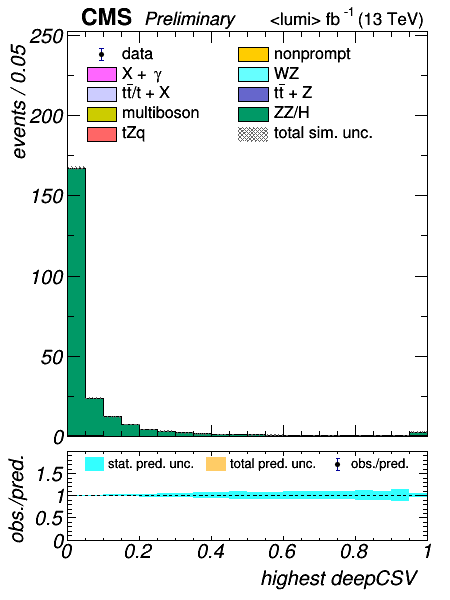 CMS Preliminary <lumi> fb⁻¹ (13 TeV)
events / 0.05
250
200
150
100
50
0
data
nonprompt
X + γ
WZ
tt̄/t + X
tt̄ + Z
multiboson
ZZ/H
tZq
total sim. unc.
obs./pred.
1.5
1
0.5
0
stat. pred. unc.
total pred. unc.
obs./pred.
0 0.2 0.4 0.6 0.8 1
highest deepCSV